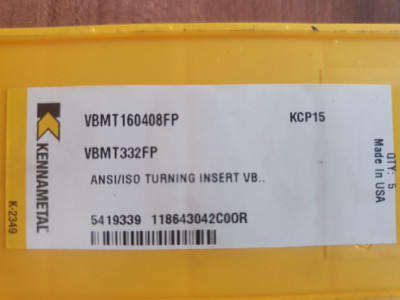 VBMT160408FP KCP15
VBMT332FP
ANSI/ISO TURNING INSERT VB..
5419339 118643042C00R
KENNAMETAL
K-2349
QTY: 5
Made In USA